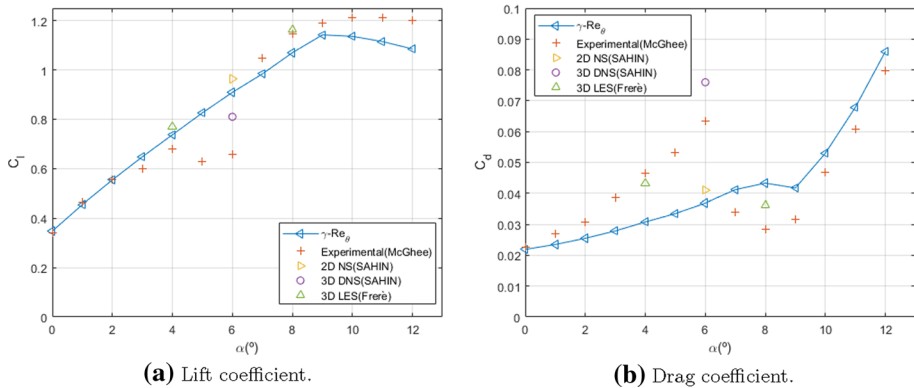 1.2
1
0.8
0.6
0.4
0.2
0
C_l
0 2 4 6 8 10 12
α(º)
γ-Re_θ
Experimental(McGhee)
2D NS(SAHIN)
3D DNS(SAHIN)
3D LES(Frerè)
(a) Lift coefficient.
0.1
0.09
0.08
0.07
0.06
0.05
0.04
0.03
0.02
0.01
0
C_d
γ-Re_θ
Experimental(McGhee)
2D NS(SAHIN)
3D DNS(SAHIN)
3D LES(Frerè)
0 2 4 6 8 10 12
α(º)
(b) Drag coefficient.